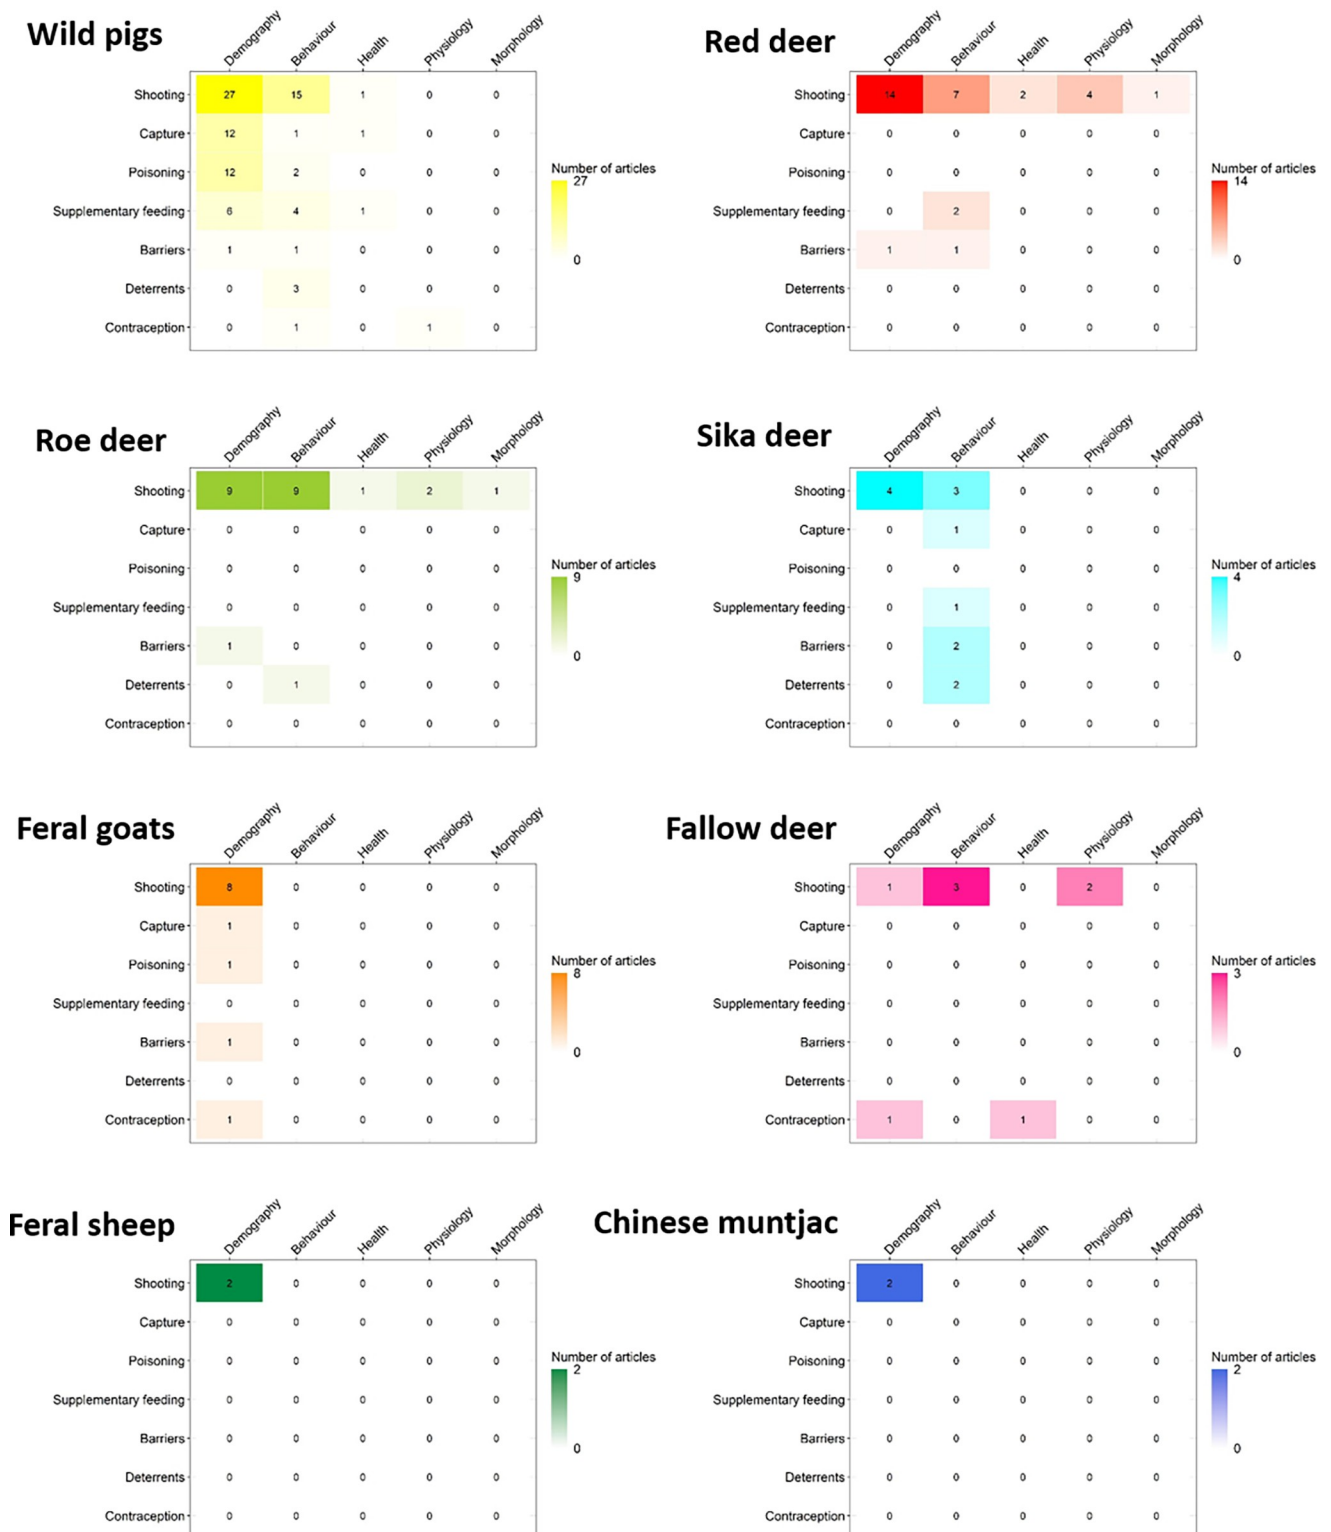 Wild pigs
Demography Behaviour Health Physiology Morphology
Shooting 27 15 1 0 0
Capture 12 1 1 0 0
Poisoning 12 2 0 0 0
Supplementary feeding 6 4 1 0 0
Barriers 1 1 0 0 0
Deterrents 0 3 0 0 0
Contraception 0 1 0 1 0
Number of articles
27
0
Red deer
Demography Behaviour Health Physiology Morphology
Shooting 14 7 2 4 1
Capture 0 0 0 0 0
Poisoning 0 0 0 0 0
Supplementary feeding 0 2 0 0 0
Barriers 1 1 0 0 0
Deterrents 0 0 0 0 0
Contraception 0 0 0 0 0
Number of articles
14
0
Roe deer
Demography Behaviour Health Physiology Morphology
Shooting 9 9 1 2 1
Capture 0 0 0 0 0
Poisoning 0 0 0 0 0
Supplementary feeding 0 0 0 0 0
Barriers 1 0 0 0 0
Deterrents 0 1 0 0 0
Contraception 0 0 0 0 0
Number of articles
9
0
Sika deer
Demography Behaviour Health Physiology Morphology
Shooting 4 3 0 0 0
Capture 0 1 0 0 0
Poisoning 0 0 0 0 0
Supplementary feeding 0 1 0 0 0
Barriers 0 2 0 0 0
Deterrents 0 2 0 0 0
Contraception 0 0 0 0 0
Number of articles
4
0
Feral goats
Demography Behaviour Health Physiology Morphology
Shooting 8 0 0 0 0
Capture 1 0 0 0 0
Poisoning 1 0 0 0 0
Supplementary feeding 0 0 0 0 0
Barriers 1 0 0 0 0
Deterrents 0 0 0 0 0
Contraception 1 0 0 0 0
Number of articles
8
0
Fallow deer
Demography Behaviour Health Physiology Morphology
Shooting 1 3 0 2 0
Capture 0 0 0 0 0
Poisoning 0 0 0 0 0
Supplementary feeding 0 0 0 0 0
Barriers 0 0 0 0 0
Deterrents 0 0 0 0 0
Contraception 1 0 1 0 0
Number of articles
3
0
Feral sheep
Demography Behaviour Health Physiology Morphology
Shooting 2 0 0 0 0
Capture 0 0 0 0 0
Poisoning 0 0 0 0 0
Supplementary feeding 0 0 0 0 0
Barriers 0 0 0 0 0
Deterrents 0 0 0 0 0
Contraception 0 0 0 0 0
Number of articles
2
0
Chinese muntjac
Demography Behaviour Health Physiology Morphology
Shooting 2 0 0 0 0
Capture 0 0 0 0 0
Poisoning 0 0 0 0 0
Supplementary feeding 0 0 0 0 0
Barriers 0 0 0 0 0
Deterrents 0 0 0 0 0
Contraception 0 0 0 0 0
Number of articles
2
0